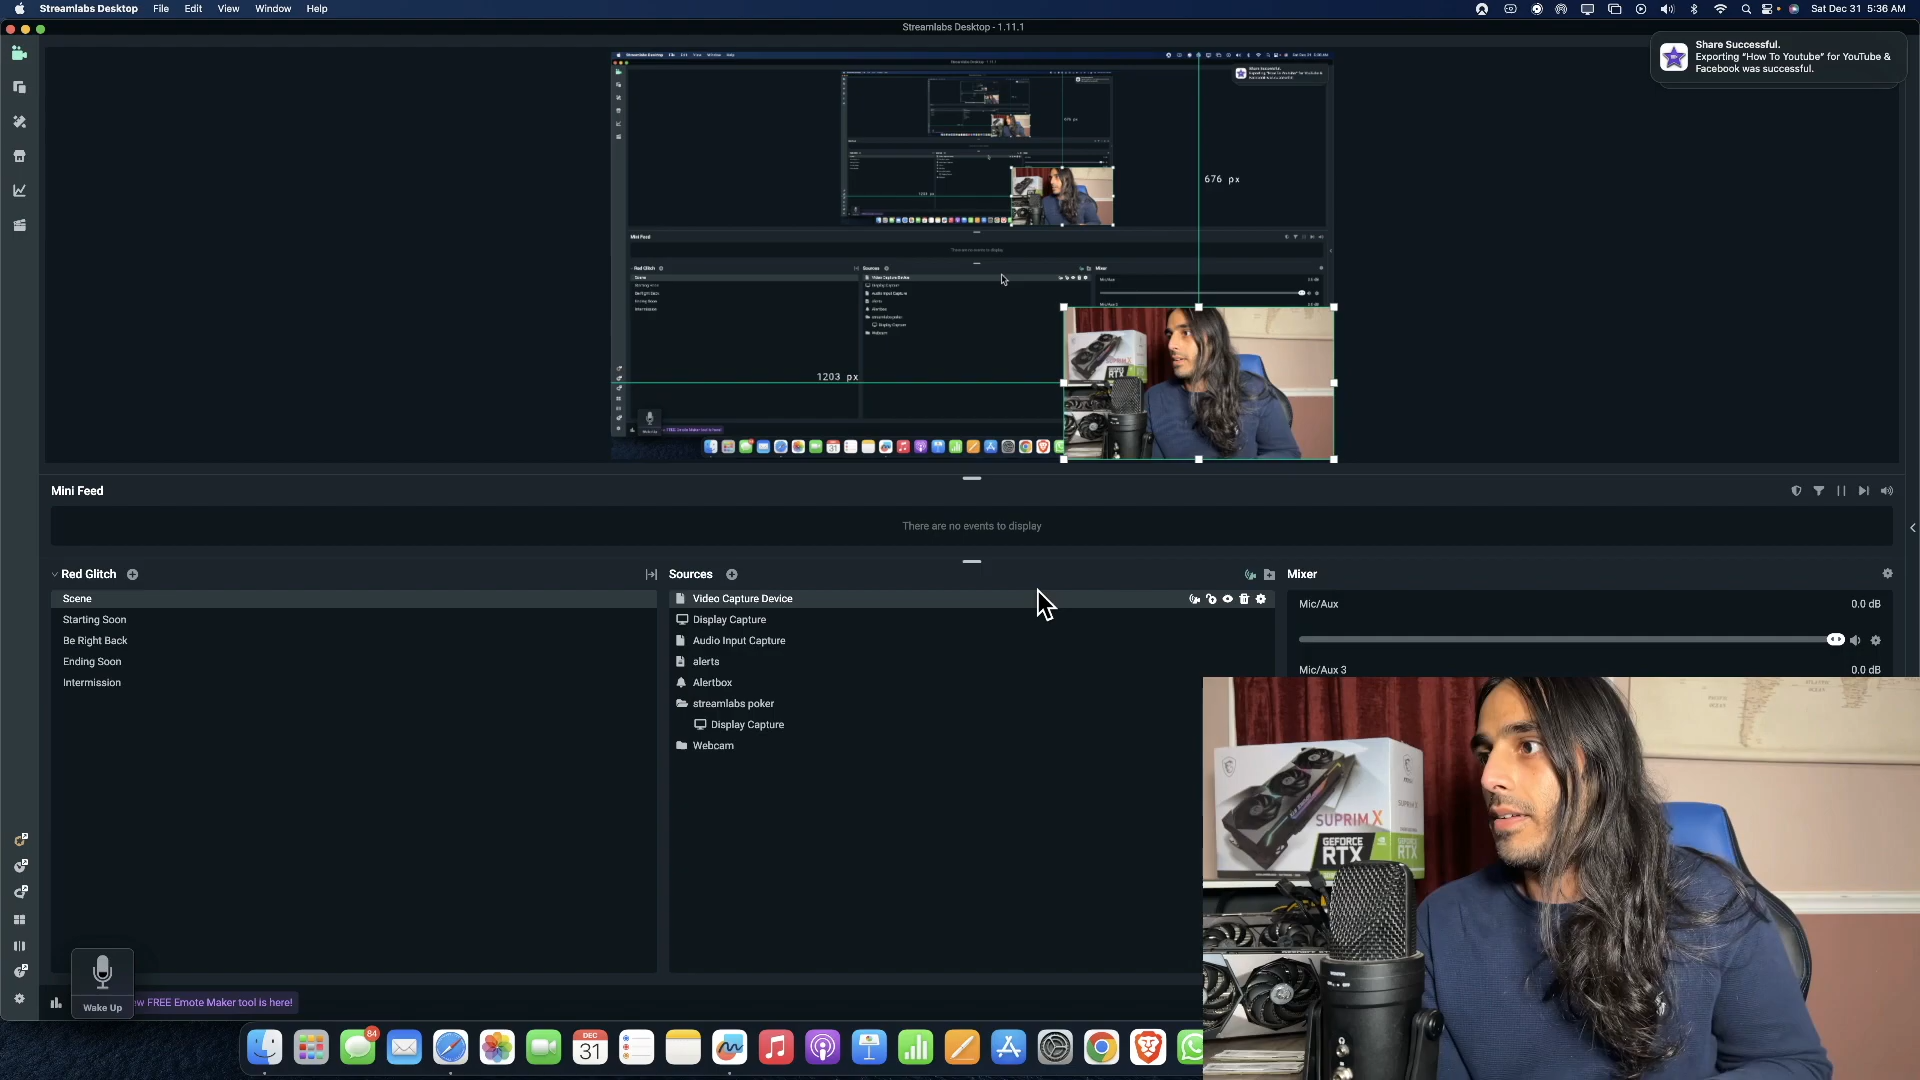 Streamlabs Desktop File Edit View Window Help
Sat Dec 31 5:36 AM
Streamlabs Desktop - 1.11.1
Share Successful.
Exporting “How To Youtube” for YouTube &
Facebook was successful.
676 px
1203 px
Mini Feed
There are no events to display
Red Glitch
Sources
Mixer
Scene
Starting Soon
Be Right Back
Ending Soon
Intermission
Video Capture Device
Display Capture
Audio Input Capture
alerts
Alertbox
streamlabs poker
Display Capture
Webcam
Mic/Aux
0.0 dB
Mic/Aux 3
0.0 dB
SUPRIM X
GEFORCE
RTX
Wake Up
ew FREE Emote Maker tool is here!
84
DEC
31